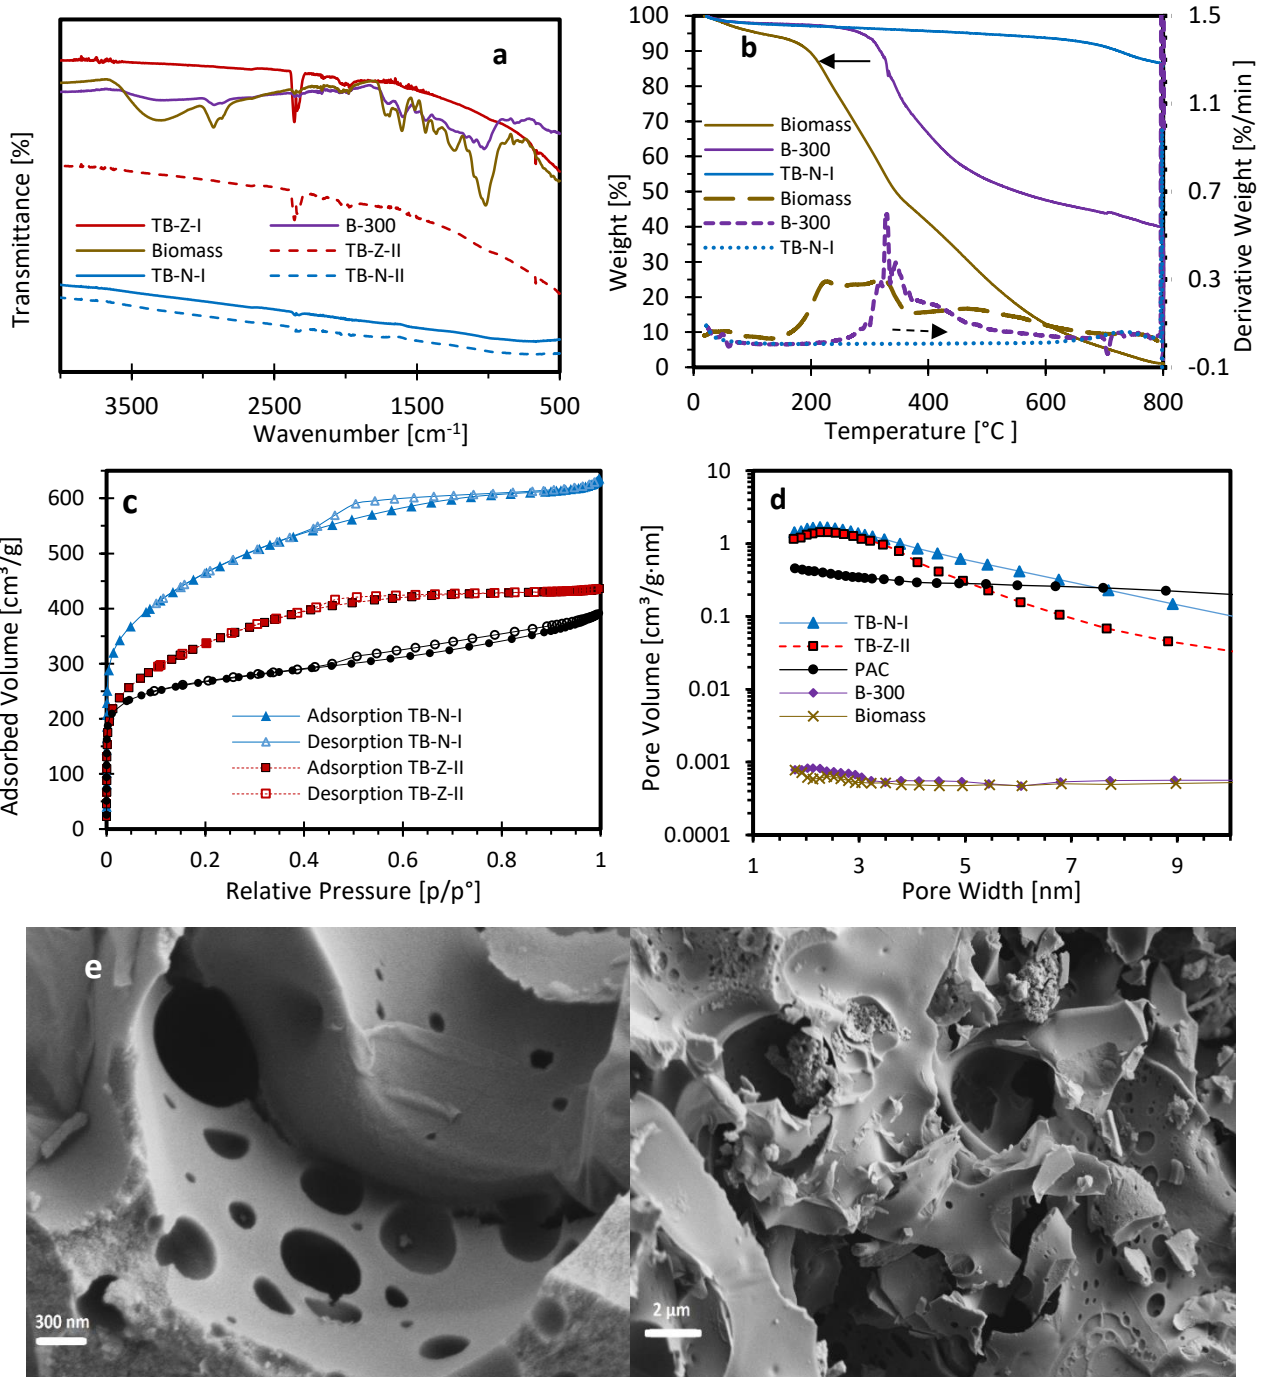 a
Transmittance [%]
TB-Z-I
B-300
Biomass
TB-Z-II
TB-N-I
TB-N-II
3500 2500 1500 500
Wavenumber [cm-1]
b
100
90
80
70
60
50
40
30
20
10
0
Weight [%]
Biomass
B-300
TB-N-I
Biomass
B-300
TB-N-I
1.5
1.1
0.7
0.3
-0.1
Derivative Weight [%/min]
0 200 400 600 800
Temperature [°C ]
c
600
500
400
300
200
100
0
Adsorbed Volume [cm³/g]
Adsorption TB-N-I
Desorption TB-N-I
Adsorption TB-Z-II
Desorption TB-Z-II
0 0.2 0.4 0.6 0.8 1
Relative Pressure [p/p°]
d
10
1
0.1
0.01
0.001
0.0001
Pore Volume [cm³/g·nm]
TB-N-I
TB-Z-II
PAC
B-300
Biomass
1 3 5 7 9
Pore Width [nm]
e
300 nm
2 µm